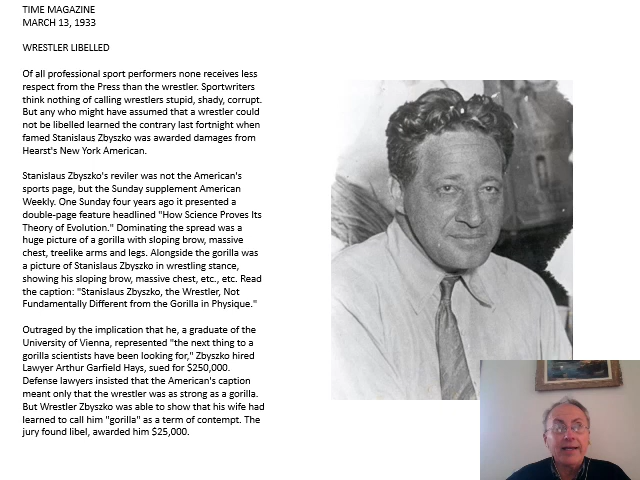 TIME MAGAZINE
MARCH 13, 1933
WRESTLER LIBELLED
Of all professional sport performers none receives less
respect from the Press than the wrestler. Sportwriters
think nothing of calling wrestlers stupid, shady, corrupt.
But any who might have assumed that a wrestler could
not be libelled learned the contrary last fortnight when
famed Stanislaus Zbyszko was awarded damages from
Hearst's New York American.
Stanislaus Zbyszko's reviler was not the American's
sports page, but the Sunday supplement American
Weekly. One Sunday four years ago it presented a
double-page feature headlined "How Science Proves Its
Theory of Evolution." Dominating the spread was a
huge picture of a gorilla with sloping brow, massive
chest, treelike arms and legs. Alongside the gorilla was
a picture of Stanislaus Zbyszko in wrestling stance,
showing his sloping brow, massive chest, etc., etc. Read
the caption: "Stanislaus Zbyszko, the Wrestler, Not
Fundamentally Different from the Gorilla in Physique."
Outraged by the implication that he, a graduate of the
University of Vienna, represented "the next thing to a
gorilla scientists have been looking for," Zbyszko hired
Lawyer Arthur Garfield Hays, sued for $250,000.
Defense lawyers insisted that the American's caption
meant only that the wrestler was as strong as a gorilla.
But Wrestler Zbyszko was able to show that his wife had
learned to call him "gorilla" as a term of contempt. The
jury found libel, awarded him $25,000.